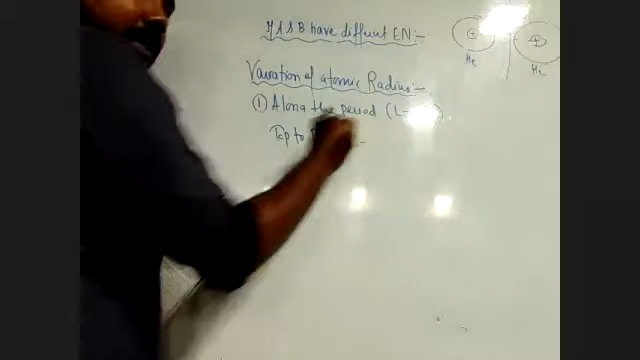 If A & B have different EN:-
Variation of atomic Radius:-
① Along the period (L-
Top to
+
+
He
He